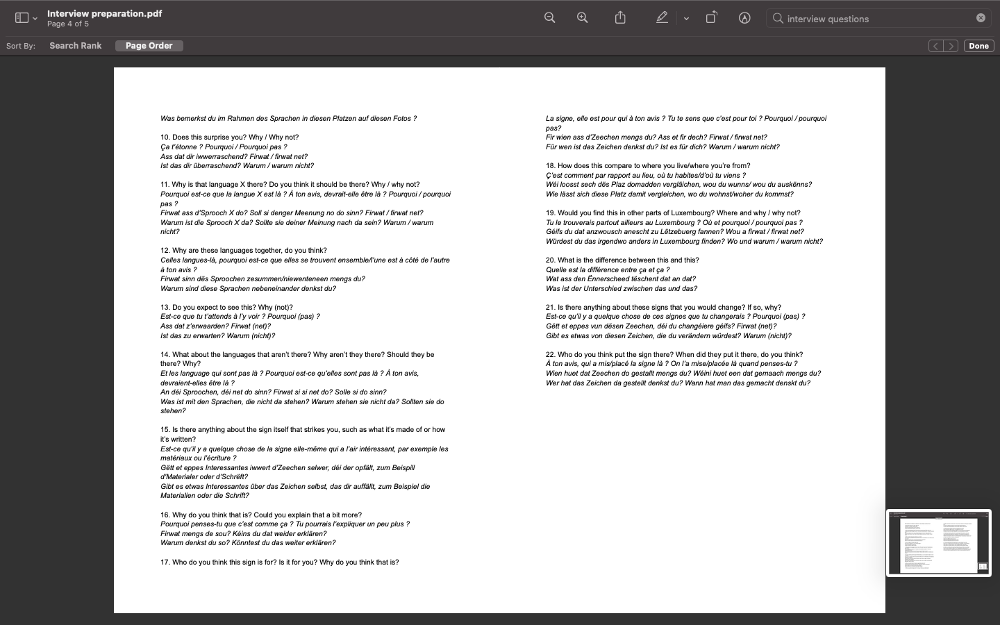 Interview preparation.pdf
Page 4 of 5
interview questions
Sort By:
Search Rank
Page Order
Done
Was bemerkst du im Rahmen des Sprachen in diesen Platzen auf diesen Fotos ?
10. Does this surprise you? Why / Why not?
Ça t’étonne ? Pourquoi / Pourquoi pas ?
Ass dat dir iwwerraschend? Firwat / firwat net?
Ist das dir überraschend? Warum / warum nicht?
11. Why is that language X there? Do you think it should be there? Why / why not?
Pourquoi est-ce que la langue X est là ? À ton avis, devrait-elle être là ? Pourquoi / pourquoi
pas ?
Firwat ass d’Sprooch X do? Soll si denger Meenung no do sinn? Firwat / firwat net?
Warum ist die Sprooch X da? Sollte sie deiner Meinung nach da sein? Warum / warum
nicht?
12. Why are these languages together, do you think?
Celles langues-là, pourquoi est-ce que elles se trouvent ensemble/l’une est à côté de l’autre
à ton avis ?
Firwat sinn dës Sproochen zesummen/niewenteneen mengs du?
Warum sind diese Sprachen nebeneinander denkst du?
13. Do you expect to see this? Why (not)?
Est-ce que tu t’attends à l’y voir ? Pourquoi (pas) ?
Ass dat z’erwaarden? Firwat (net)?
Ist das zu erwarten? Warum (nicht)?
14. What about the languages that aren’t there? Why aren’t they there? Should they be
there? Why?
Et les language qui sont pas là ? Pourquoi est-ce qu’elles sont pas là ? À ton avis,
devraient-elles être là ?
An déi Sproochen, déi net do sinn? Firwat si si net do? Solle si do sinn?
Was ist mit den Sprachen, die nicht da stehen? Warum stehen sie nicht da? Sollten sie do
stehen?
15. Is there anything about the sign itself that strikes you, such as what it’s made of or how
it’s written?
Est-ce qu’il y a quelque chose de la signe elle-même qui a l’air intéressant, par exemple les
matériaux ou l’écriture ?
Gëtt et eppes Interessantes iwwert d’Zeechen selwer, déi der opfält, zum Beispill
d’Materialer oder d’Schrëft?
Gibt es etwas Interessantes über das Zeichen selbst, das dir auffällt, zum Beispiel die
Materialien oder die Schrift?
16. Why do you think that is? Could you explain that a bit more?
Pourquoi penses-tu que c’est comme ça ? Tu pourrais l’expliquer un peu plus ?
Firwat mengs de sou? Kéins du dat weider erklären?
Warum denkst du so? Könntest du das weiter erklären?
17. Who do you think this sign is for? Is it for you? Why do you think that is?
La signe, elle est pour qui à ton avis ? Tu te sens que c’est pour toi ? Pourquoi / pourquoi
pas?
Fir wien ass d’Zeechen mengs du? Ass et fir dech? Firwat / firwat net?
Für wen ist das Zeichen denkst du? Ist es für dich? Warum / warum nicht?
18. How does this compare to where you live/where you’re from?
Ç’est comment par rapport au lieu, où tu habites/d’où tu viens ?
Wéi loosst sech dës Plaz domadden vergläichen, wou du wunns/ wou du auskënns?
Wie lässt sich diese Platz damit vergleichen, wo du wohnst/woher du kommst?
19. Would you find this in other parts of Luxembourg? Where and why / why not?
Tu le trouverais partout ailleurs au Luxembourg ? Où et pourquoi / pourquoi pas ?
Géifs du dat anzwousch anescht zu Lëtzebuerg fannen? Wou a firwat / firwat net?
Würdest du das irgendwo anders in Luxembourg finden? Wo und warum / warum nicht?
20. What is the difference between this and this?
Quelle est la différence entre ça et ça ?
Wat ass den Ënnerscheed tëschent dat an dat?
Was ist der Unterschied zwischen das und das?
21. Is there anything about these signs that you would change? If so, why?
Est-ce qu’il y a quelque chose de ces signes que tu changerais ? Pourquoi (pas) ?
Gëtt et eppes vun dësen Zeechen, déi du changéiere géifs? Firwat (net)?
Gibt es etwas von diesen Zeichen, die du verändern würdest? Warum (nicht)?
22. Who do you think put the sign there? When did they put it there, do you think?
À ton avis, qui a mis/placé la signe là ? On l’a mise/placée là quand penses-tu ?
Wien huet dat Zeechen do gestallt mengs du? Wéini huet een dat gemaach mengs du?
Wer hat das Zeichen da gestellt denkst du? Wann hat man das gemacht denskt du?